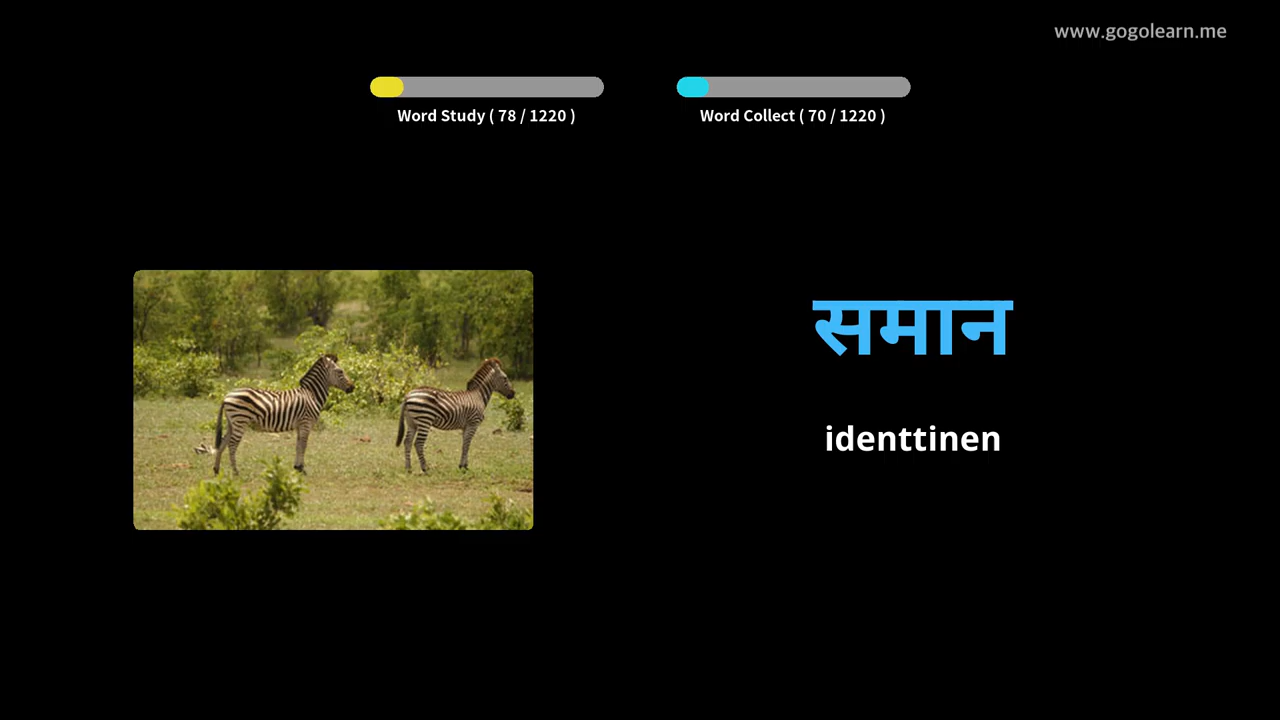 www.gogolearn.me
Word Study ( 78 / 1220 )
Word Collect ( 70 / 1220 )
समान
identtinen